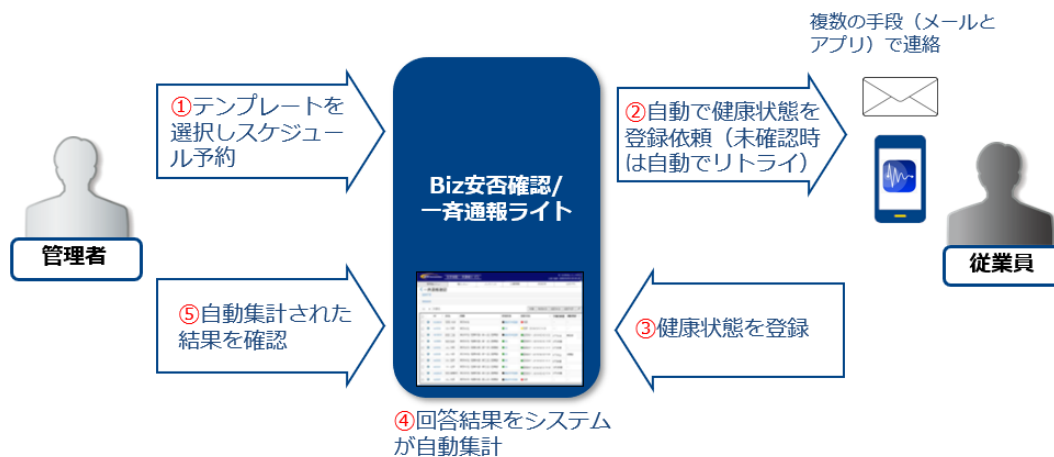 複数の手段（メールと
アプリ）で連絡
①テンプレートを
選択しスケジュー
ル予約
②自動で健康状態を
登録依頼（未確認時
は自動でリトライ）
Biz安否確認/
一斉通報ライト
管理者
従業員
⑤自動集計された
結果を確認
③健康状態を登録
④回答結果をシステム
が自動集計